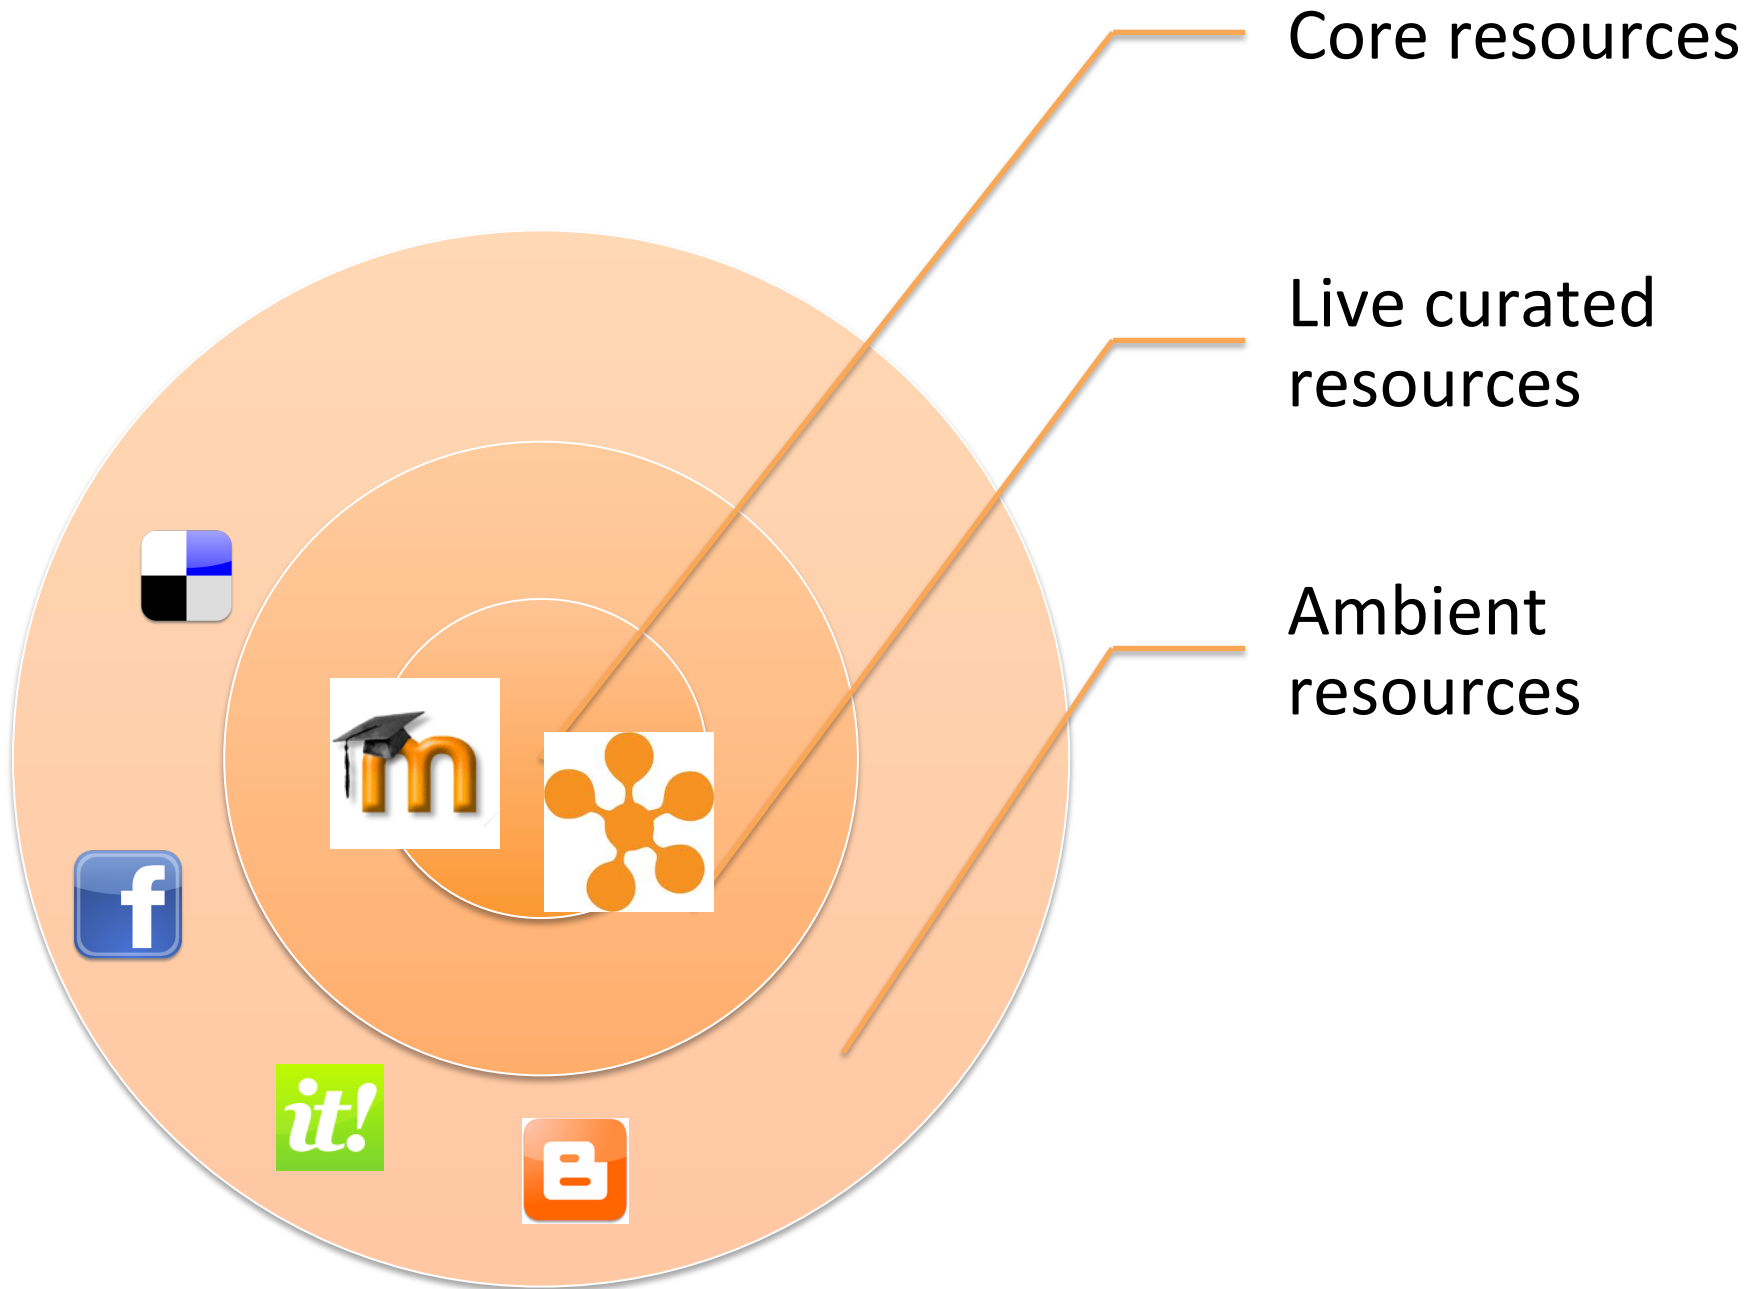 Core resources
Live curated
resources
Ambient
resources
m
f
it!
B